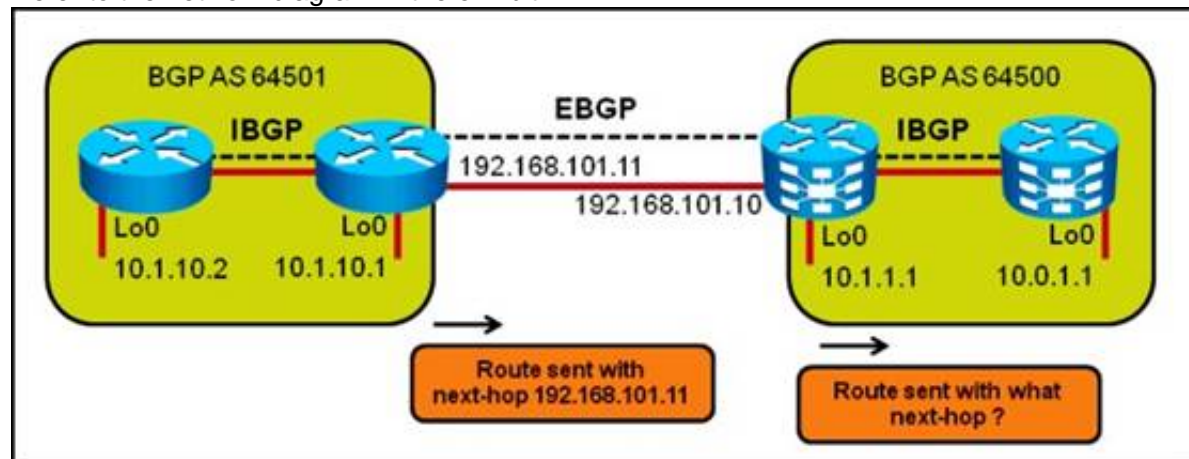 BGP AS 64501
BGP AS 64500
IBGP
EBGP
IBGP
192.168.101.11
192.168.101.10
Lo0
Lo0
Lo0
Lo0
10.1.10.2
10.1.10.1
10.1.1.1
10.0.1.1
Route sent with
next-hop 192.168.101.11
Route sent with what
next-hop ?